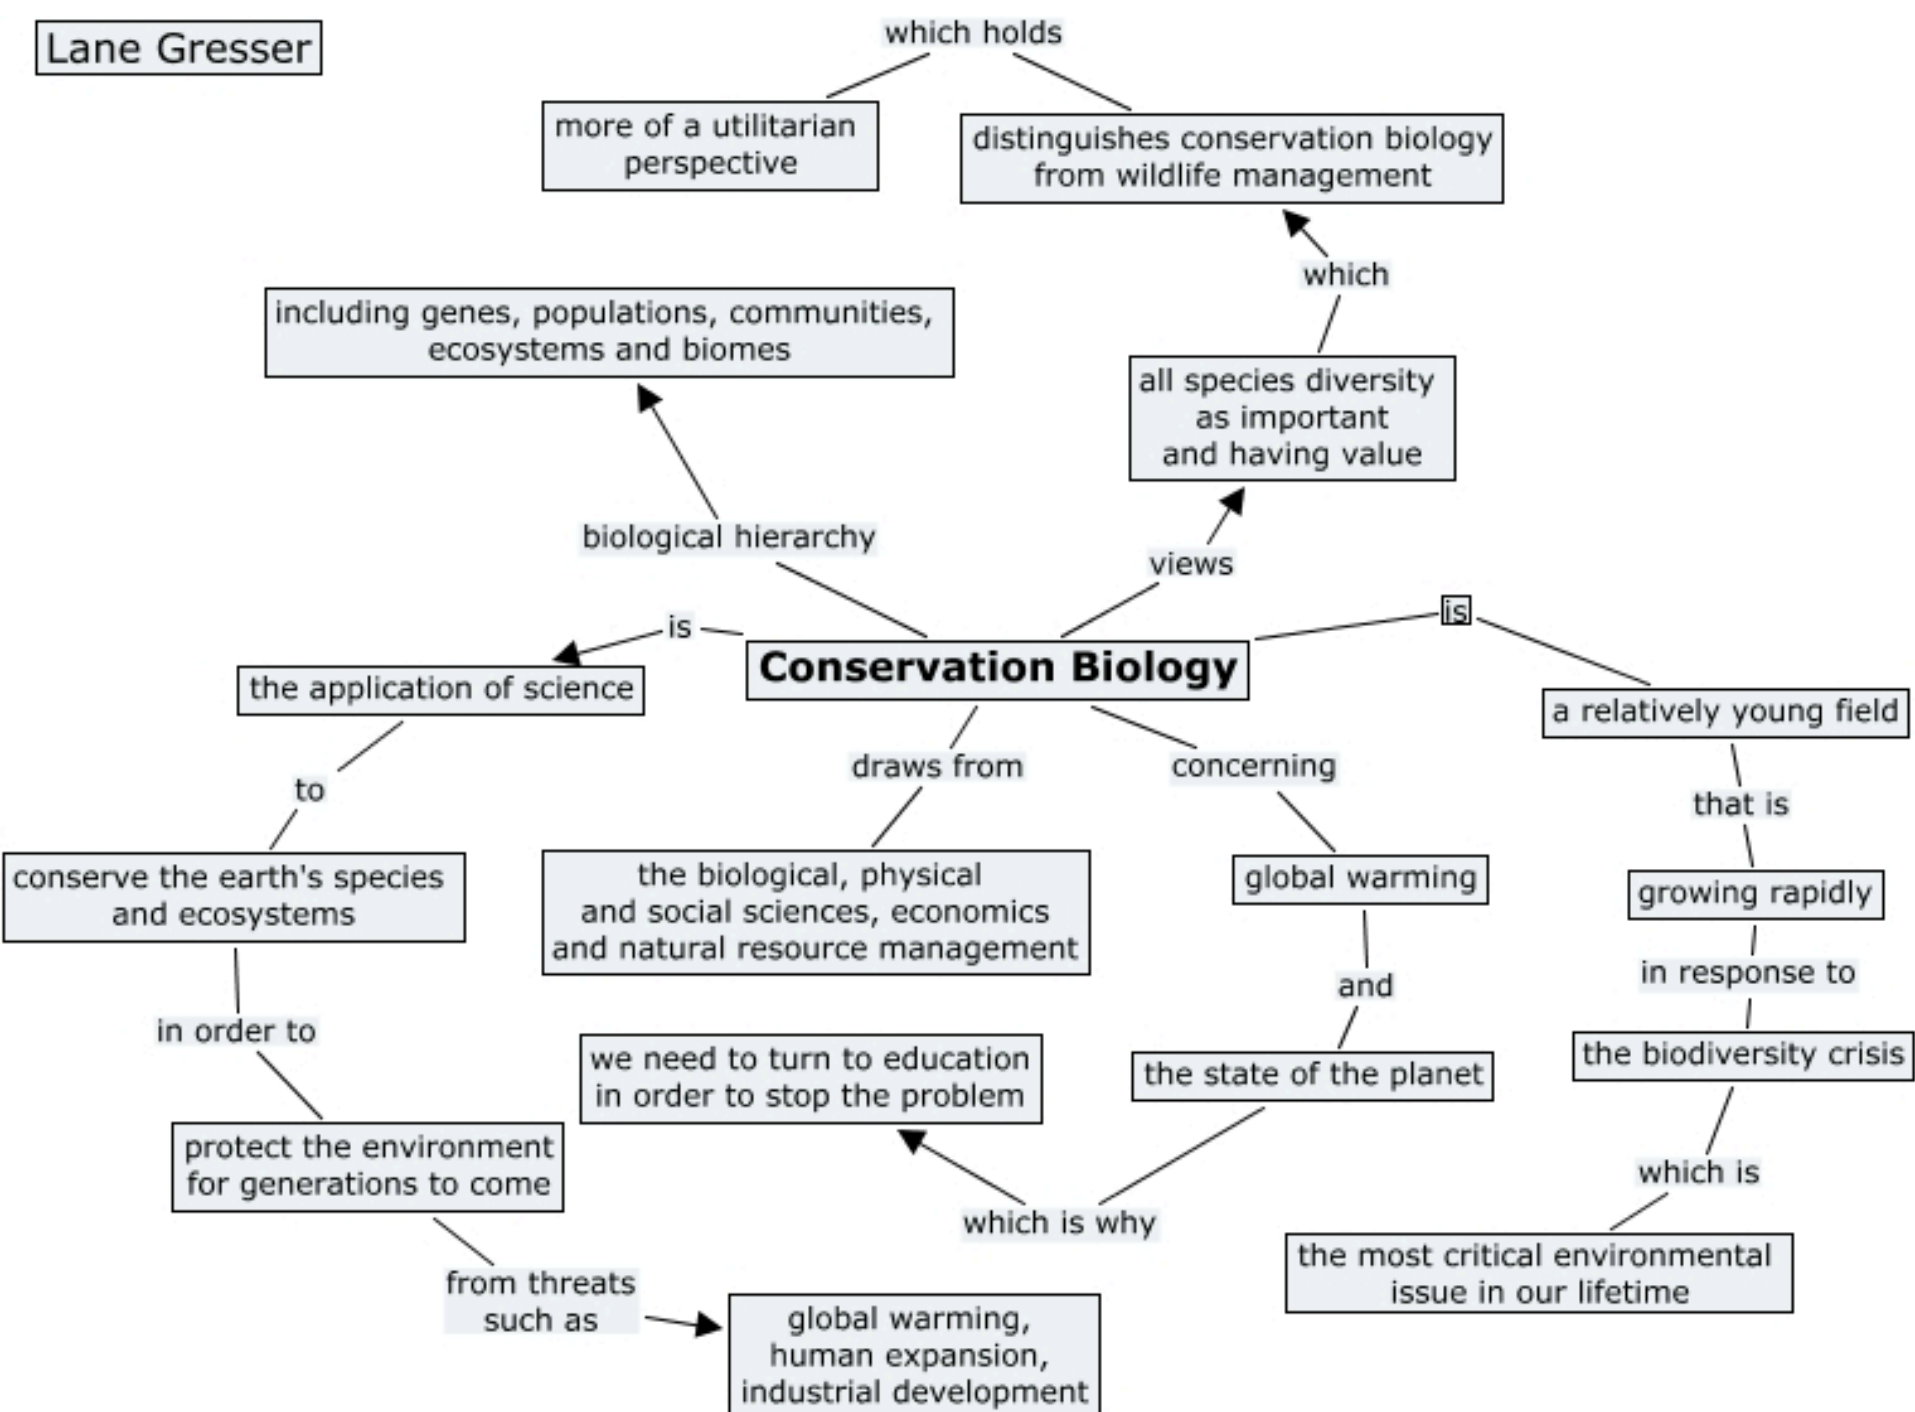 Lane Gresser
which holds
more of a utilitarian
perspective
distinguishes conservation biology
from wildlife management
which
including genes, populations, communities,
ecosystems and biomes
all species diversity
as important
and having value
biological hierarchy
views
is
is
Conservation Biology
the application of science
a relatively young field
to
draws from
concerning
that is
conserve the earth's species
and ecosystems
the biological, physical
and social sciences, economics
and natural resource management
global warming
growing rapidly
in order to
and
in response to
we need to turn to education
in order to stop the problem
the state of the planet
the biodiversity crisis
protect the environment
for generations to come
which is why
which is
from threats
such as
the most critical environmental
issue in our lifetime
global warming,
human expansion,
industrial development